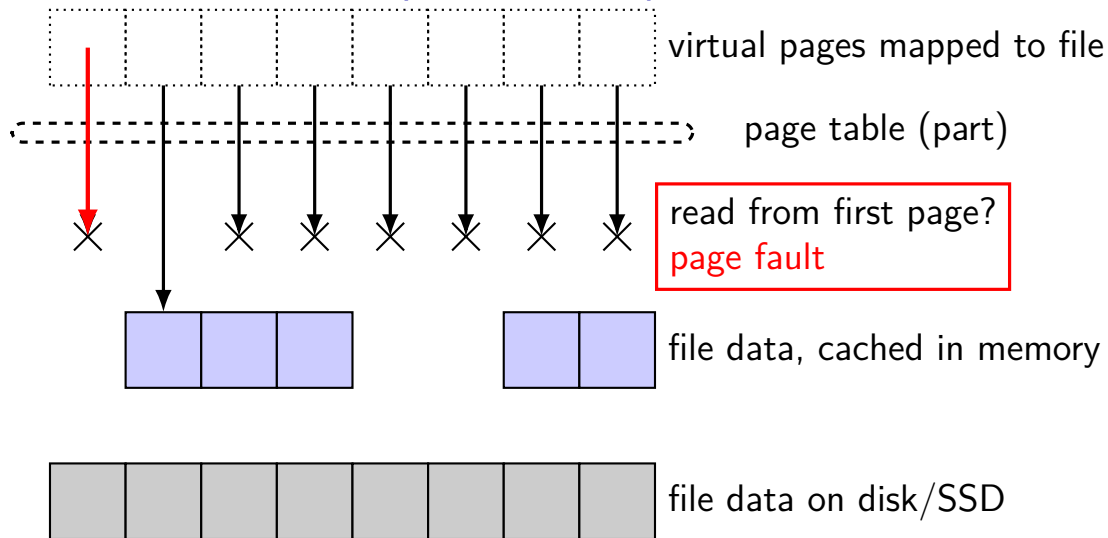 virtual pages mapped to file
page table (part)
read from first page?
page fault
file data, cached in memory
file data on disk/SSD